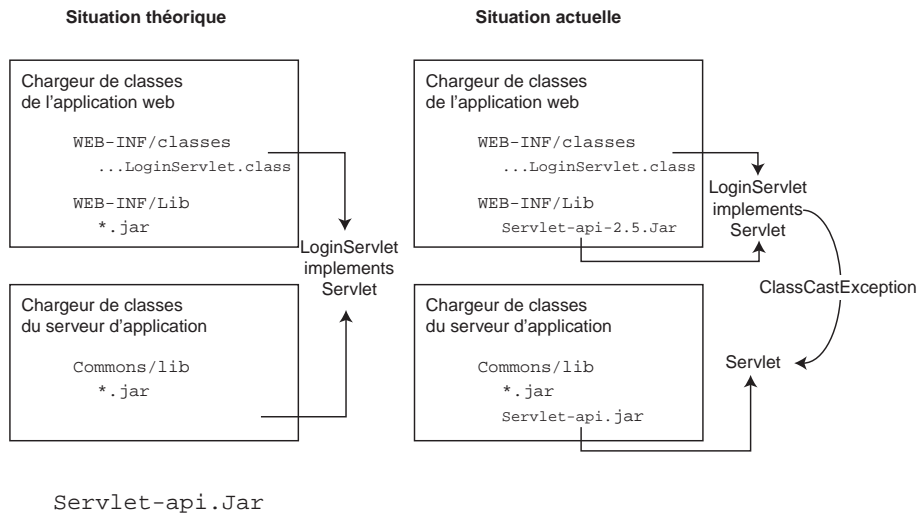 Situation théorique
Chargeur de classes
de l'application web
WEB-INF/classes
...LoginServlet.class
WEB-INF/Lib
*.jar
LoginServlet
implements
Servlet
Chargeur de classes
du serveur d'application
Commons/lib
*.jar
Servlet-api.Jar
Situation actuelle
Chargeur de classes
de l'application web
WEB-INF/classes
...LoginServlet.class
WEB-INF/Lib
Servlet-api-2.5.Jar
LoginServlet
implements
Servlet
ClassCastException
Chargeur de classes
du serveur d'application
Commons/lib
*.jar
Servlet-api.jar
Servlet